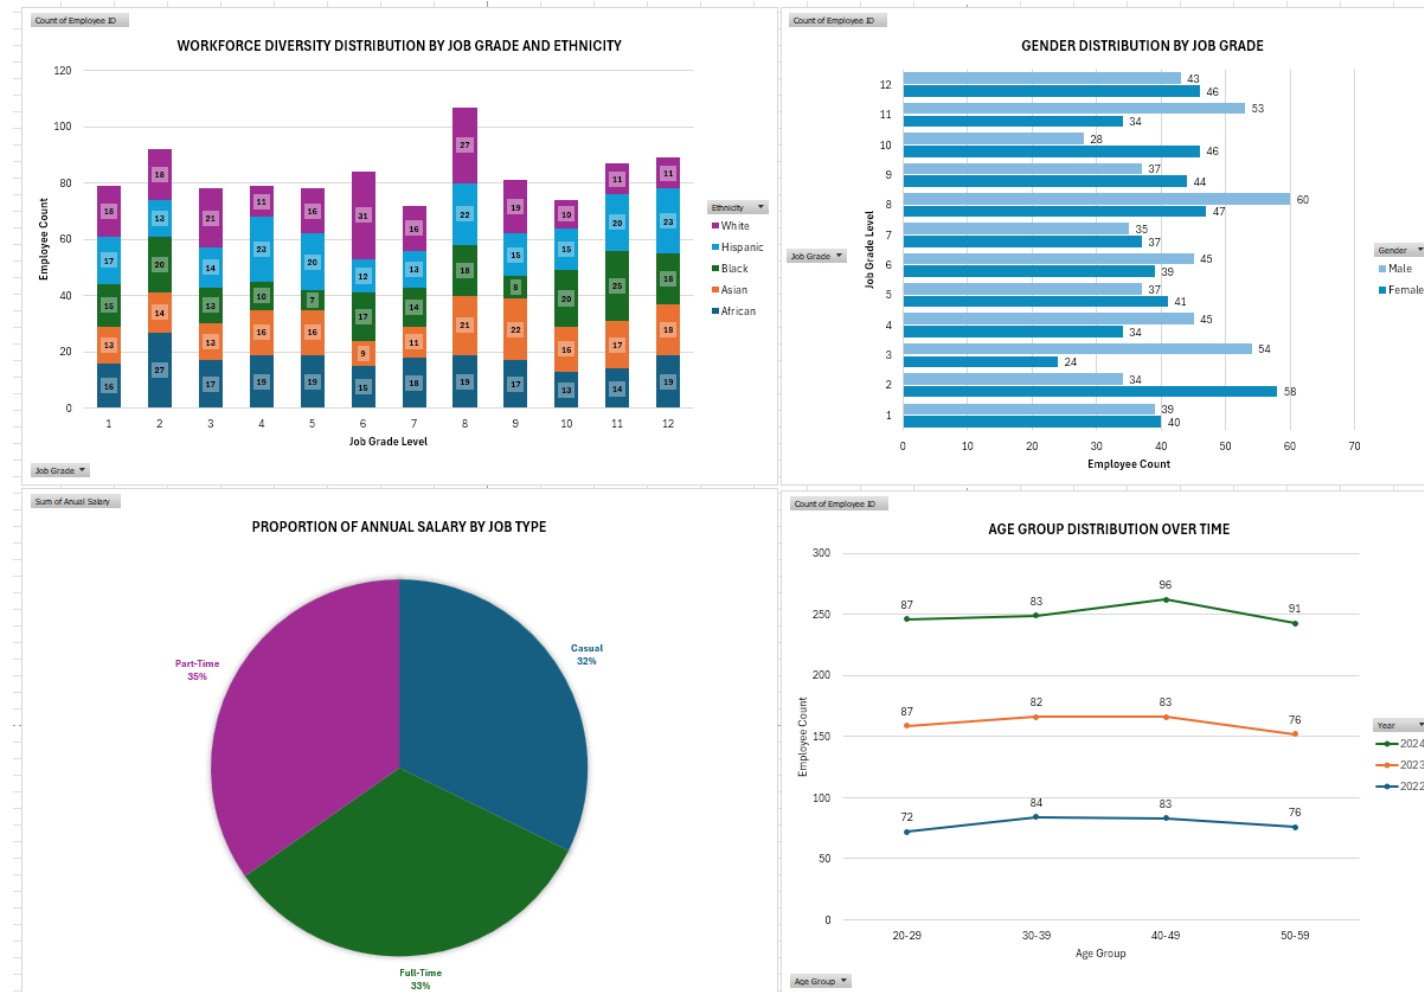 Count of Employee ID
WORKFORCE DIVERSITY DISTRIBUTION BY JOB GRADE AND ETHNICITY
120
100
80
60
40
20
0
Employee Count
18 18 21 11 16 31 16 27 19 10 11 11
17 13 14 23 20 12 13 22 15 15 20 23
15 20 13 10 7 17 14 18 8 20 25 18
13 14 13 16 16 9 11 21 22 16 17 18
16 27 17 19 19 15 18 19 17 13 14 19
1 2 3 4 5 6 7 8 9 10 11 12
Job Grade Level
Ethnicity
White
Hispanic
Black
Asian
African
Job Grade
Count of Employee ID
GENDER DISTRIBUTION BY JOB GRADE
Job Grade
Job Grade Level
12 43
46
11 53
34
10 28
46
9 37
44
8 60
47
7 35
37
6 45
39
5 37
41
4 45
34
3 54
24
2 34
58
1 39
40
0 10 20 30 40 50 60 70
Employee Count
Gender
Male
Female
Sum of Anual Salary
PROPORTION OF ANNUAL SALARY BY JOB TYPE
Part-Time
35%
Casual
32%
Full-Time
33%
Count of Employee ID
AGE GROUP DISTRIBUTION OVER TIME
300
250
200
150
100
50
0
Employee Count
87 83 96 91
87 82 83 76
72 84 83 76
20-29 30-39 40-49 50-59
Age Group
Year
2024
2023
2022
Age Group